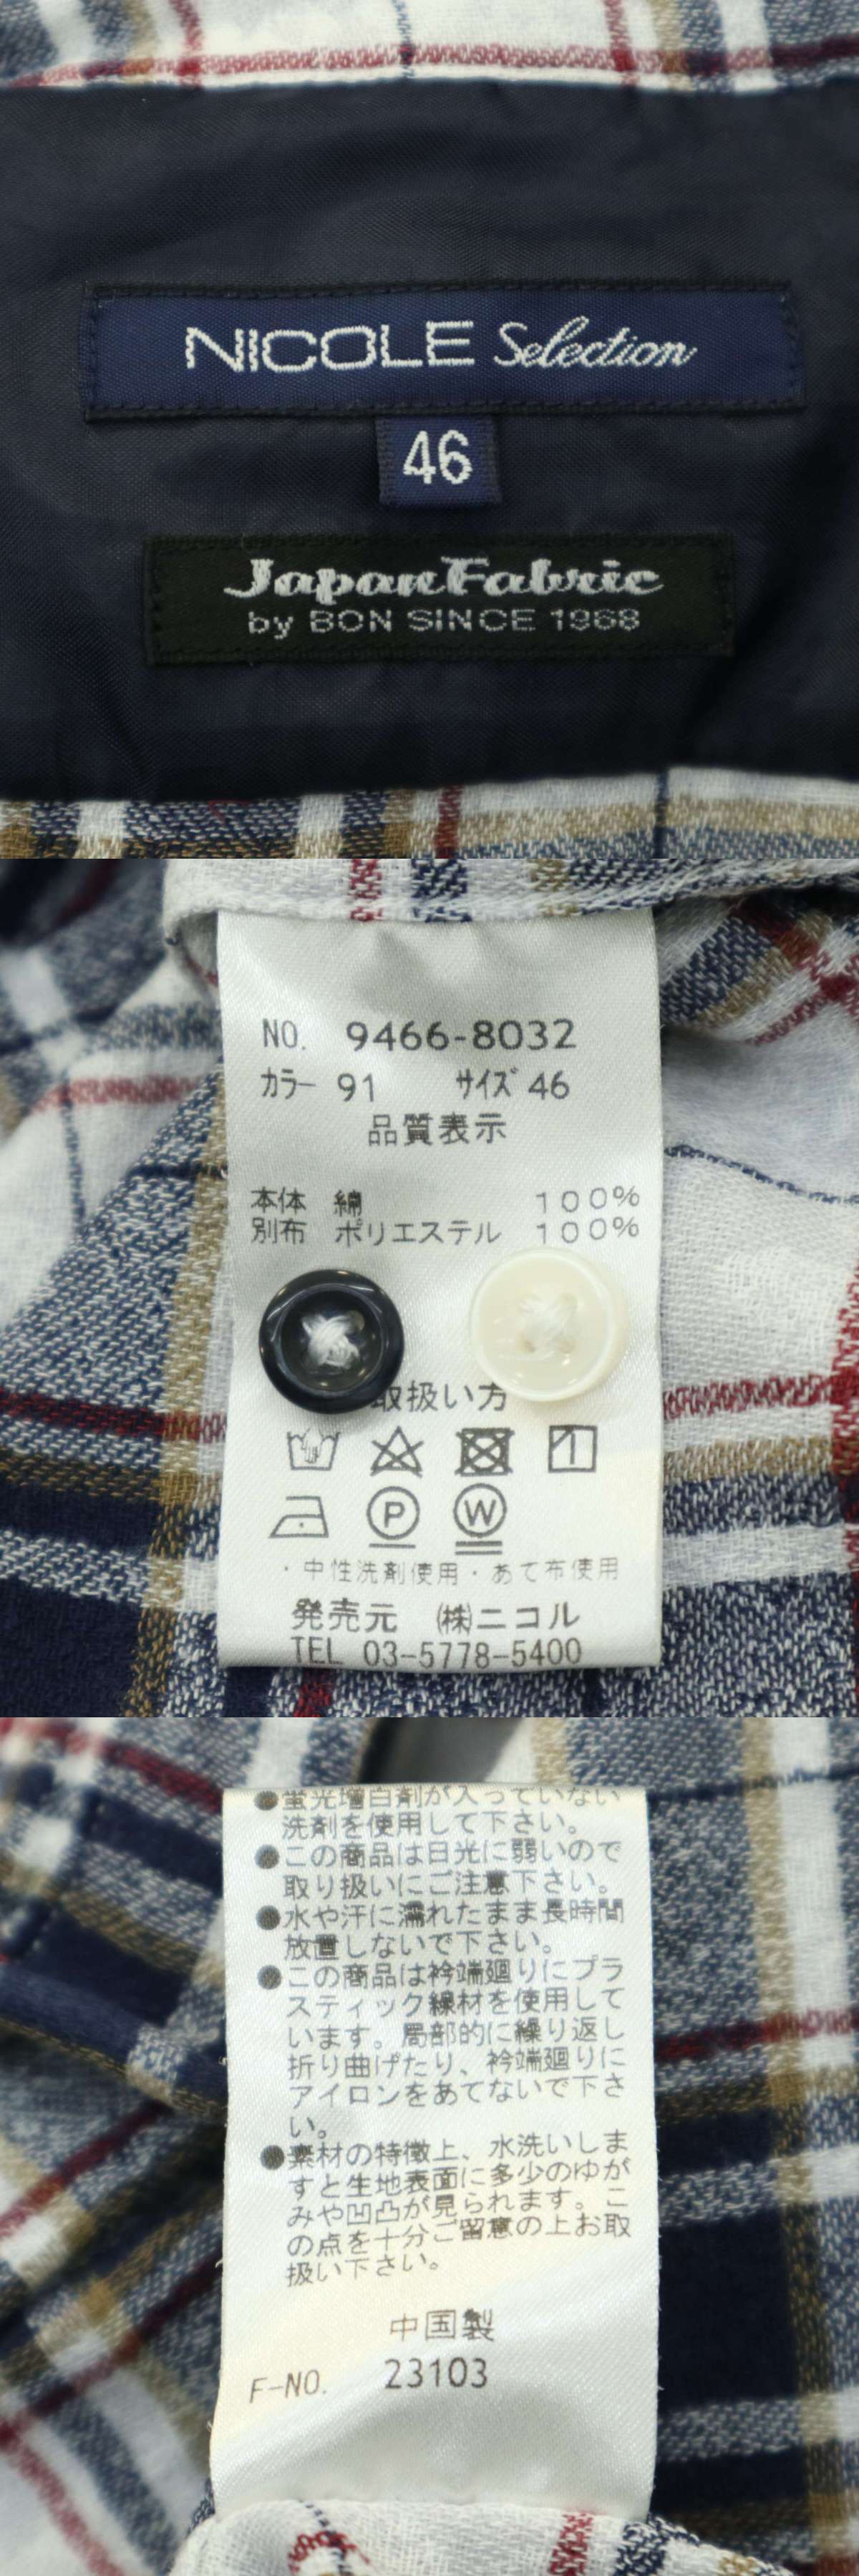 NICOLE Selection
46
JapanFabric
by BON SINCE 1968
NO. 9466-8032
カラー 91 サイズ 46
品質表示
本体 綿 100%
別布 ポリエステル 100%
取扱い方
P W
・中性洗剤使用・あて布使用
発売元 ㈱ニコル
TEL 03-5778-5400
●蛍光増白剤が入っていない
洗剤を使用して下さい。
●この商品は日光に弱いので
取り扱いにご注意下さい。
●水や汗に濡れたまま長時間
放置しないで下さい。
●この商品は衿端廻りにプラ
スティック線材を使用して
います。局部的に繰り返し
折り曲げたり、衿端廻りに
アイロンをあてないで下さ
い。
●素材の特徴上、水洗いしま
すと生地表面に多少のゆが
みや凹凸が見られます。こ
の点を十分ご留意の上お取
扱い下さい。
中国製
F-NO. 23103